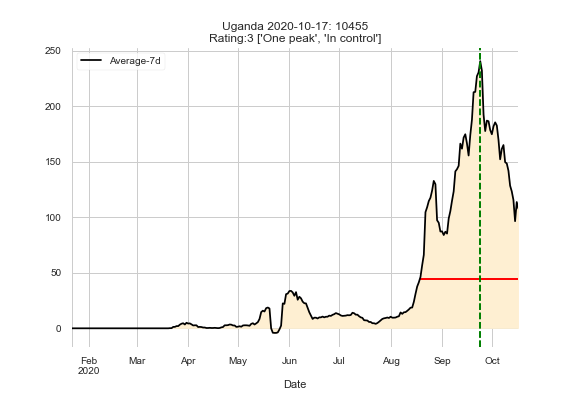 Uganda 2020-10-17: 10455
Rating:3 ['One peak', 'In control']
Average-7d
250
200
150
100
50
0
Feb Mar Apr May Jun Jul Aug Sep Oct
2020
Date